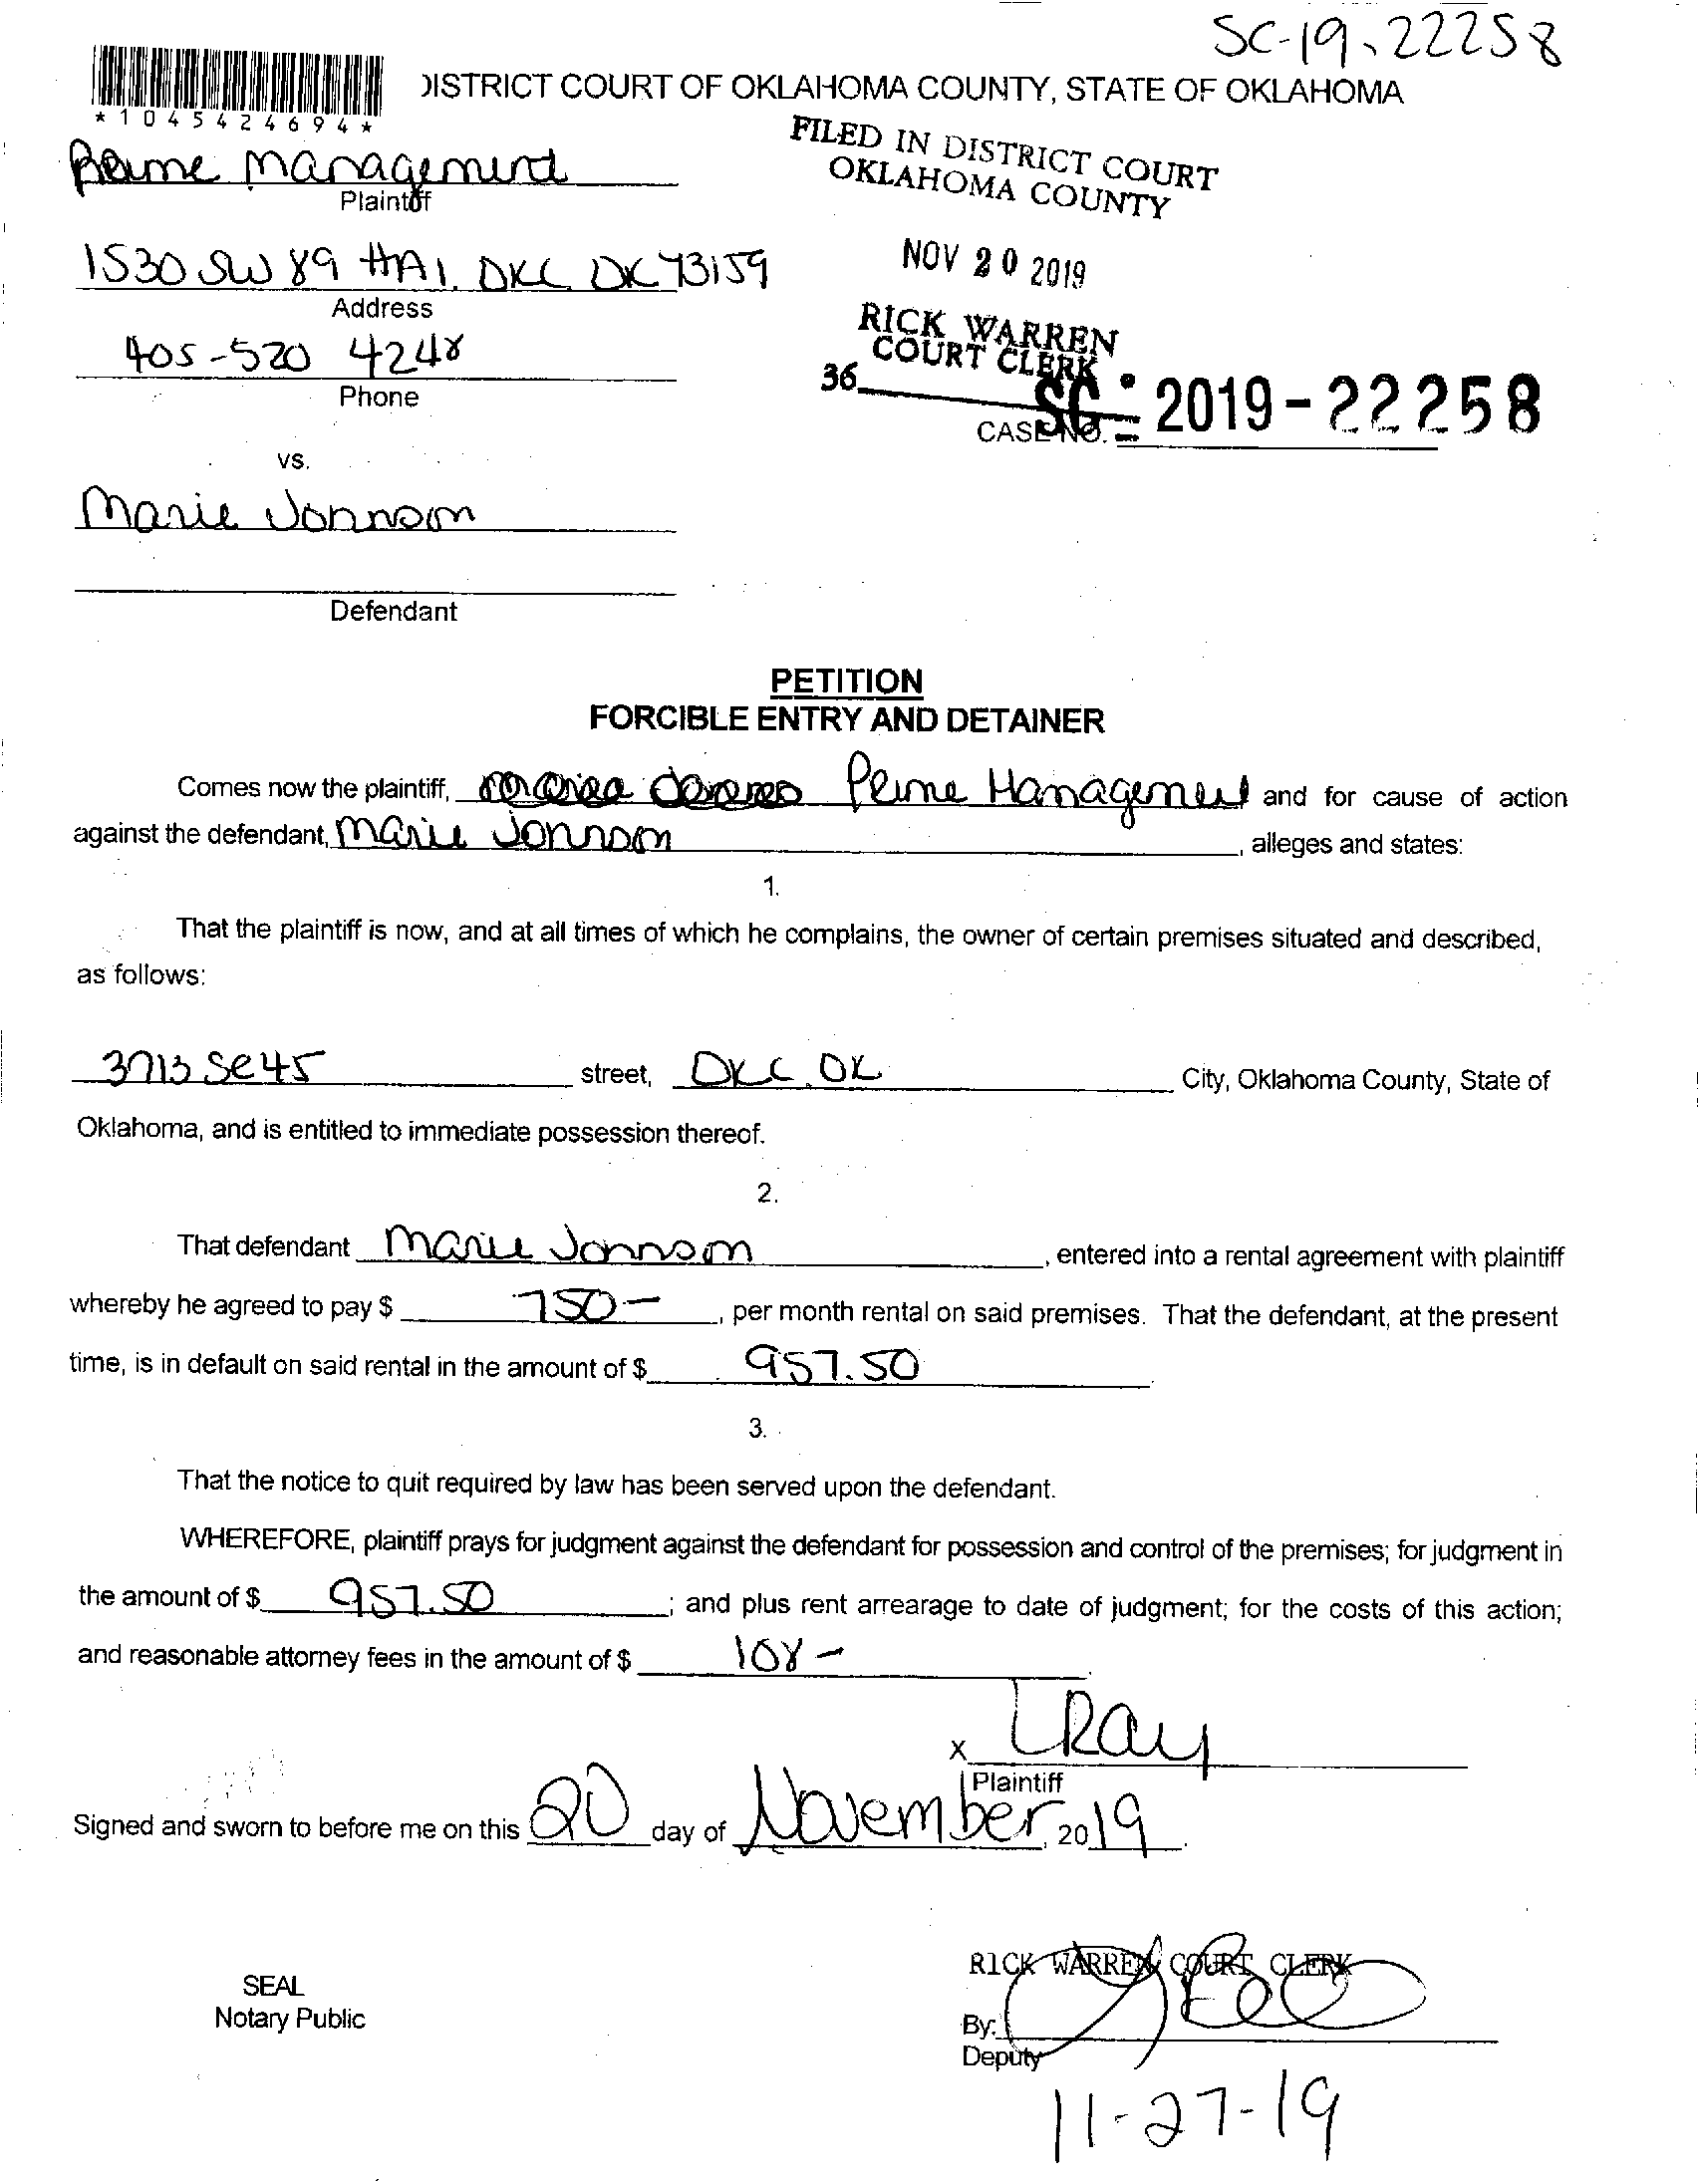 SC-19-22258
DISTRICT COURT OF OKLAHOMA COUNTY, STATE OF OKLAHOMA
*1045424694*
FILED IN DISTRICT COURT
OKLAHOMA COUNTY
Management
Plaintiff
1530 SW 89 #A1. OKC OK 73159
NOV 20 2019
Address
RICK WARREN
COURT CLERK
405-520 4248
36
Phone
CASE NO. SC - 2019-22258
vs.
Marie Johnson
Defendant
PETITION
FORCIBLE ENTRY AND DETAINER
Comes now the plaintiff, Management and for cause of action
against the defendant, Marie Johnson, alleges and states:
1.
That the plaintiff is now, and at all times of which he complains, the owner of certain premises situated and described,
as follows:
3713 SE 45 street, OKC, OK City, Oklahoma County, State of
Oklahoma, and is entitled to immediate possession thereof.
2.
That defendant Marie Johnson, entered into a rental agreement with plaintiff
whereby he agreed to pay $ 750-, per month rental on said premises. That the defendant, at the present
time, is in default on said rental in the amount of $ 957.50
3.
That the notice to quit required by law has been served upon the defendant.
WHEREFORE, plaintiff prays for judgment against the defendant for possession and control of the premises; for judgment in
the amount of $ 957.50; and plus rent arrearage to date of judgment; for the costs of this action;
and reasonable attorney fees in the amount of $ 108-
X LRay
Plaintiff
Signed and sworn to before me on this 20 day of November, 2019.
RICK WARREN COURT CLERK
SEAL
Notary Public
By:
Deputy
11-27-19